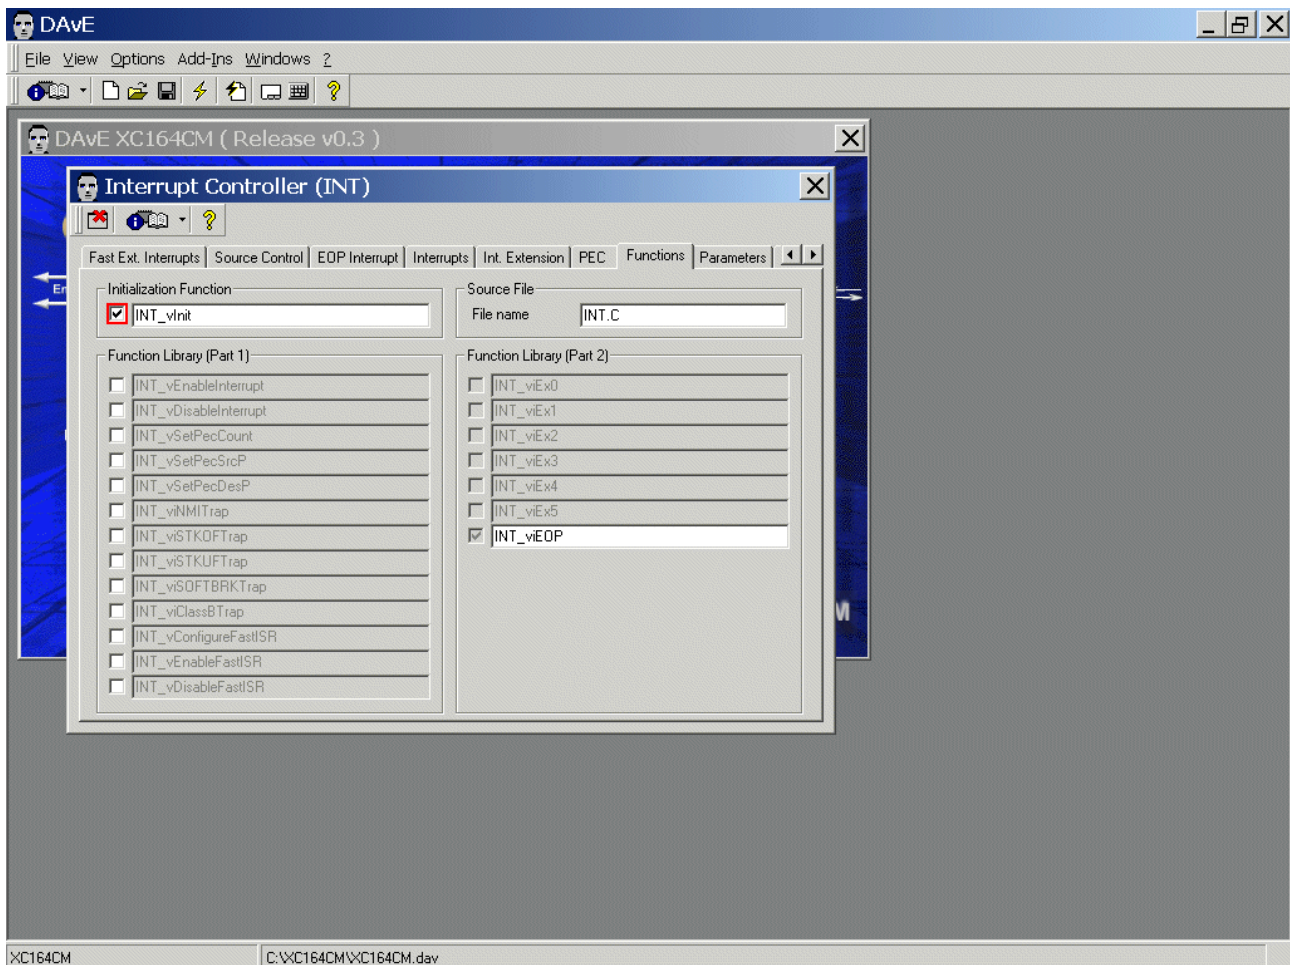 DAvE
File View Options Add-Ins Windows ?
DAvE XC164CM ( Release v0.3 )
Interrupt Controller (INT)
Fast Ext. Interrupts Source Control EOP Interrupt Interrupts Int. Extension PEC Functions Parameters
Initialization Function
INT_vInit
Source File
File name INT.C
Function Library (Part 1)
INT_vEnableInterrupt
INT_vDisableInterrupt
INT_vSetPecCount
INT_vSetPecSrcP
INT_vSetPecDesP
INT_viNMITrap
INT_viSTKOFTrap
INT_viSTKUFTrap
INT_viSOFTBRKTrap
INT_viClassBTrap
INT_vConfigureFastISR
INT_vEnableFastISR
INT_vDisableFastISR
Function Library (Part 2)
INT_viEx0
INT_viEx1
INT_viEx2
INT_viEx3
INT_viEx4
INT_viEx5
INT_viEOP
En
M
XC164CM
C:\XC164CM\XC164CM.dav